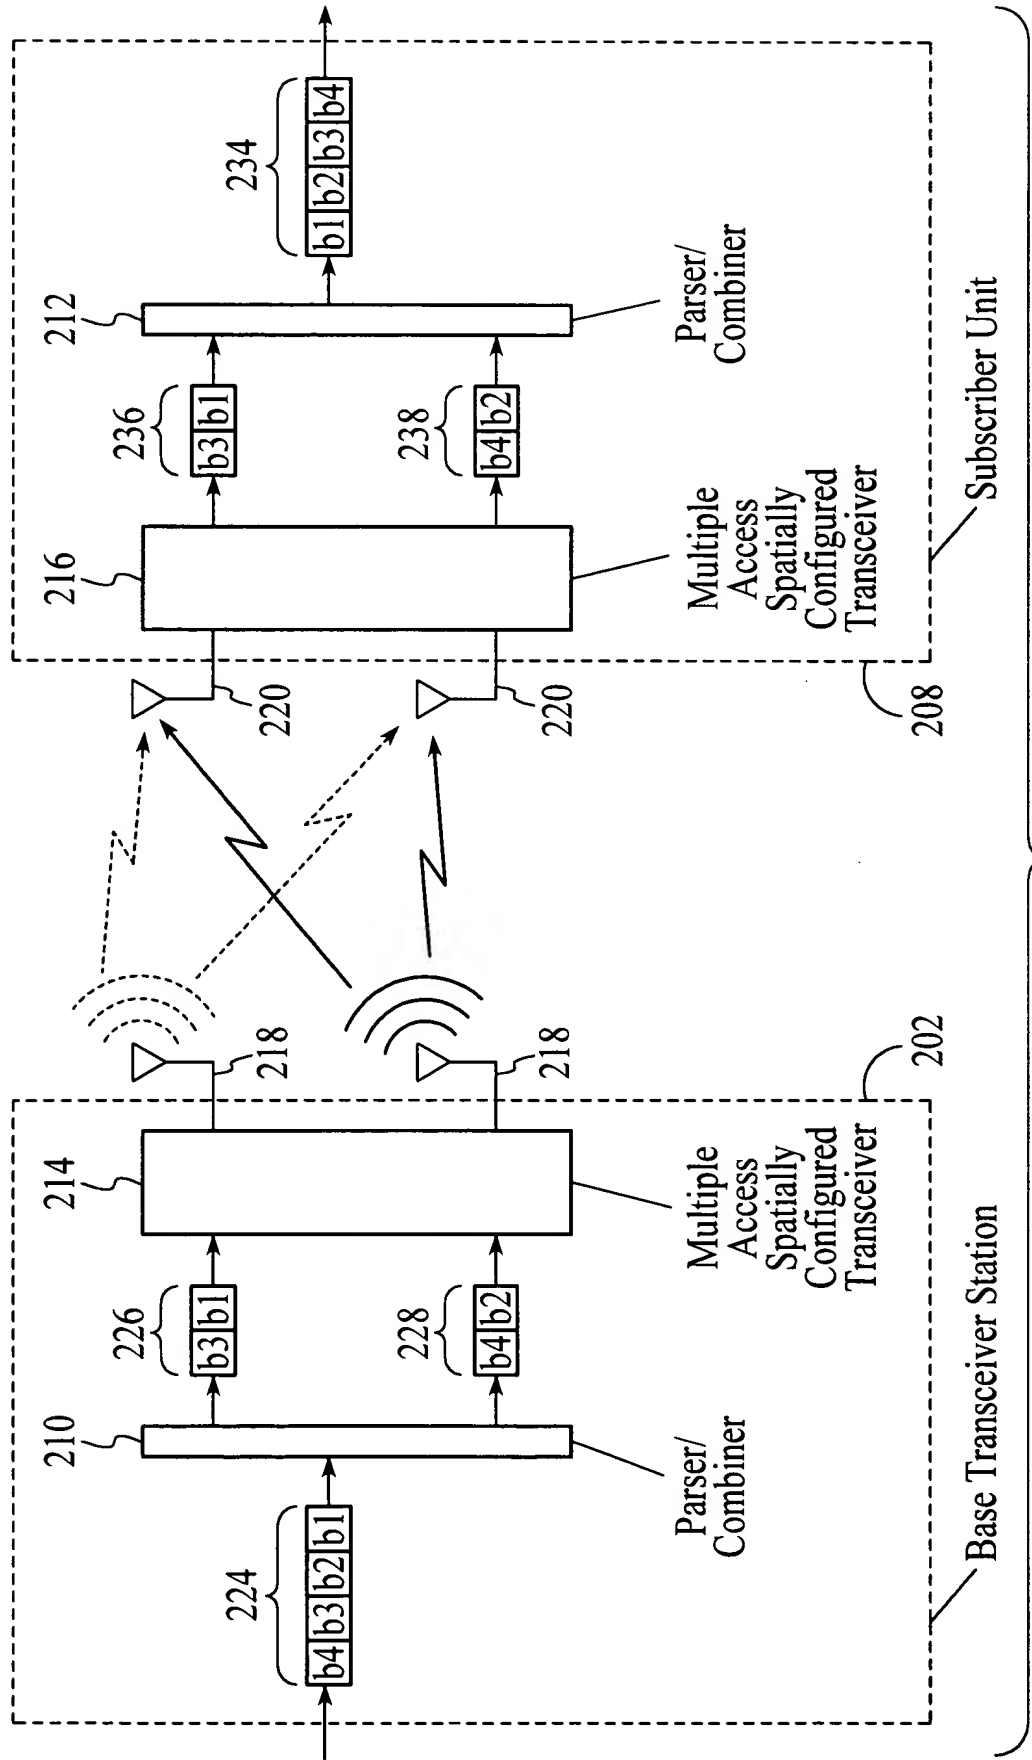 224
b4 b3 b2 b1
210
Parser/
Combiner
226
b3 b1
228
b4 b2
214
Multiple
Access
Spatially
Configured
Transceiver
218
218
202
Base Transceiver Station
220
220
208
216
Multiple
Access
Spatially
Configured
Transceiver
236
b3 b1
238
b4 b2
212
Parser/
Combiner
234
b1 b2 b3 b4
Subscriber Unit